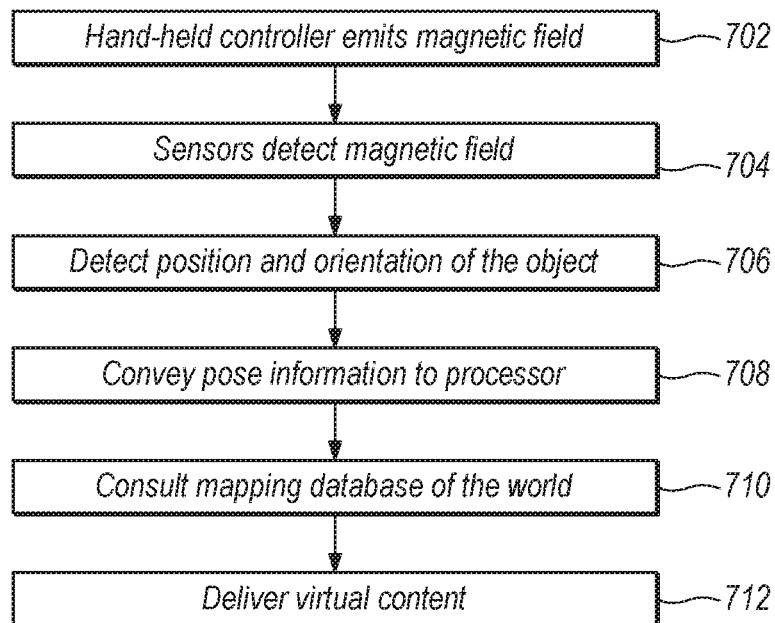 Hand-held controller emits magnetic field 702
Sensors detect magnetic field 704
Detect position and orientation of the object 706
Convey pose information to processor 708
Consult mapping database of the world 710
Deliver virtual content 712